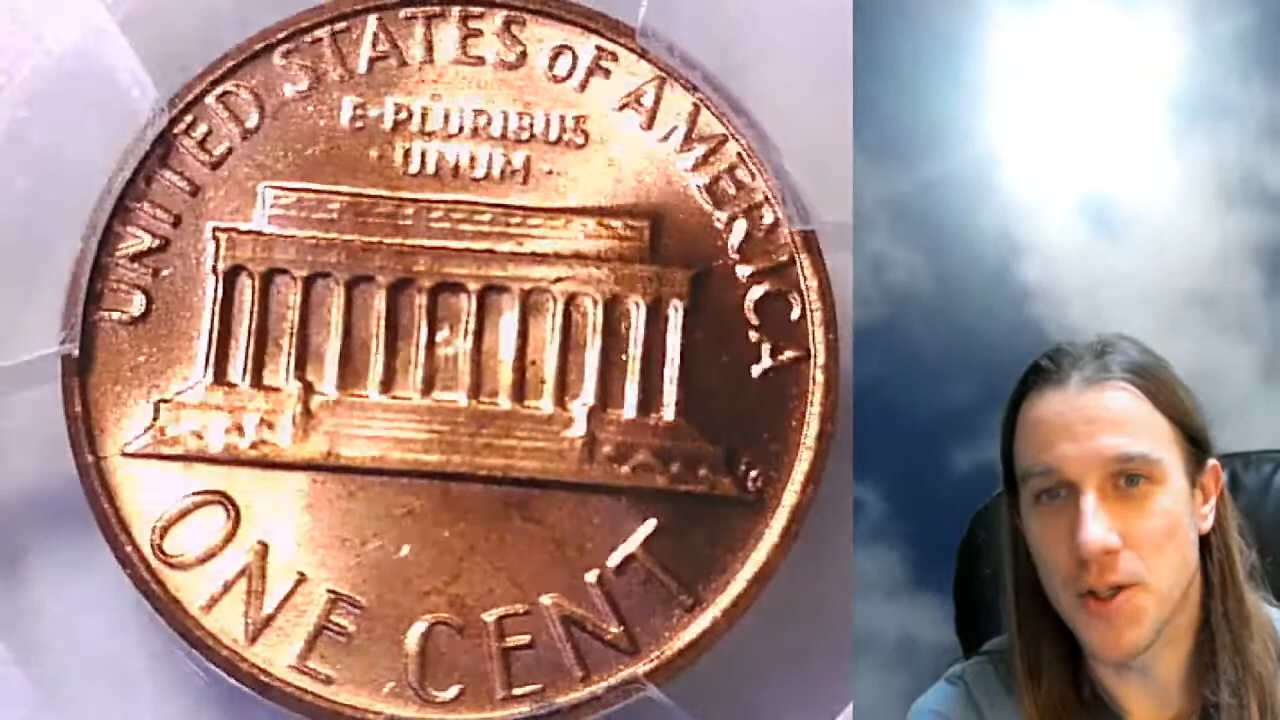 UNITED STATES OF AMERICA
E·PLURIBUS
·UNUM·
ONE CENT